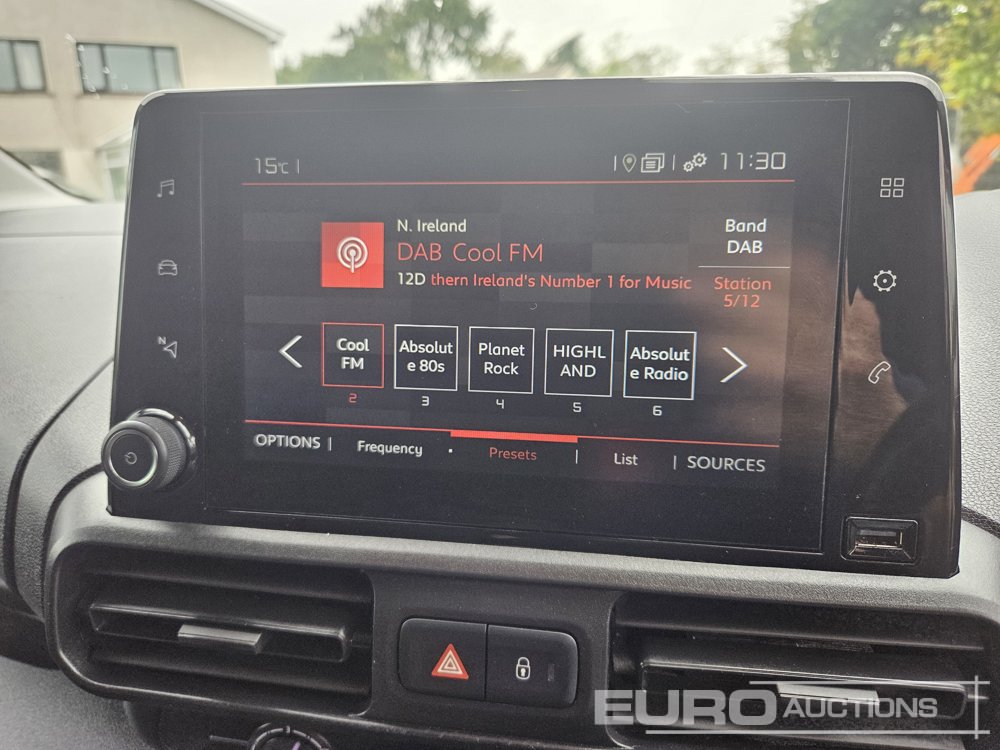 15°C | | | 11:30
N. Ireland
DAB Cool FM
12D thern Ireland's Number 1 for Music
Band
DAB
Station
5/12
Cool
FM
2
Absolut
e 80s
3
Planet
Rock
4
HIGHL
AND
5
Absolut
e Radio
6
OPTIONS | Frequency · Presets | List | SOURCES
N
EURO AUCTIONS